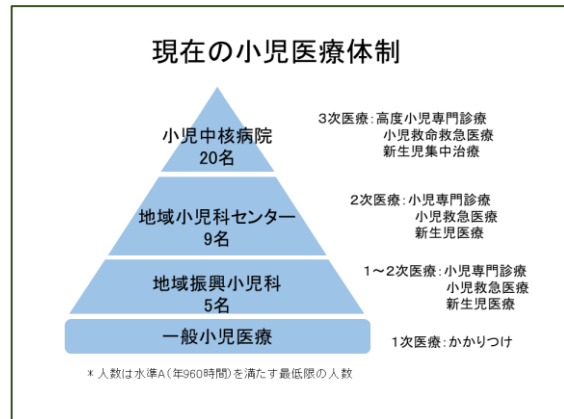 現在の小児医療体制
小児中核病院
20名
3次医療:高度小児専門診療
小児救命救急医療
新生児集中治療
地域小児科センター
9名
2次医療:小児専門診療
小児救急医療
新生児医療
地域振興小児科
5名
1~2次医療:小児専門診療
小児救急医療
新生児医療
一般小児医療
1次医療:かかりつけ
* 人数は水準A(年960時間)を満たす最低限の人数